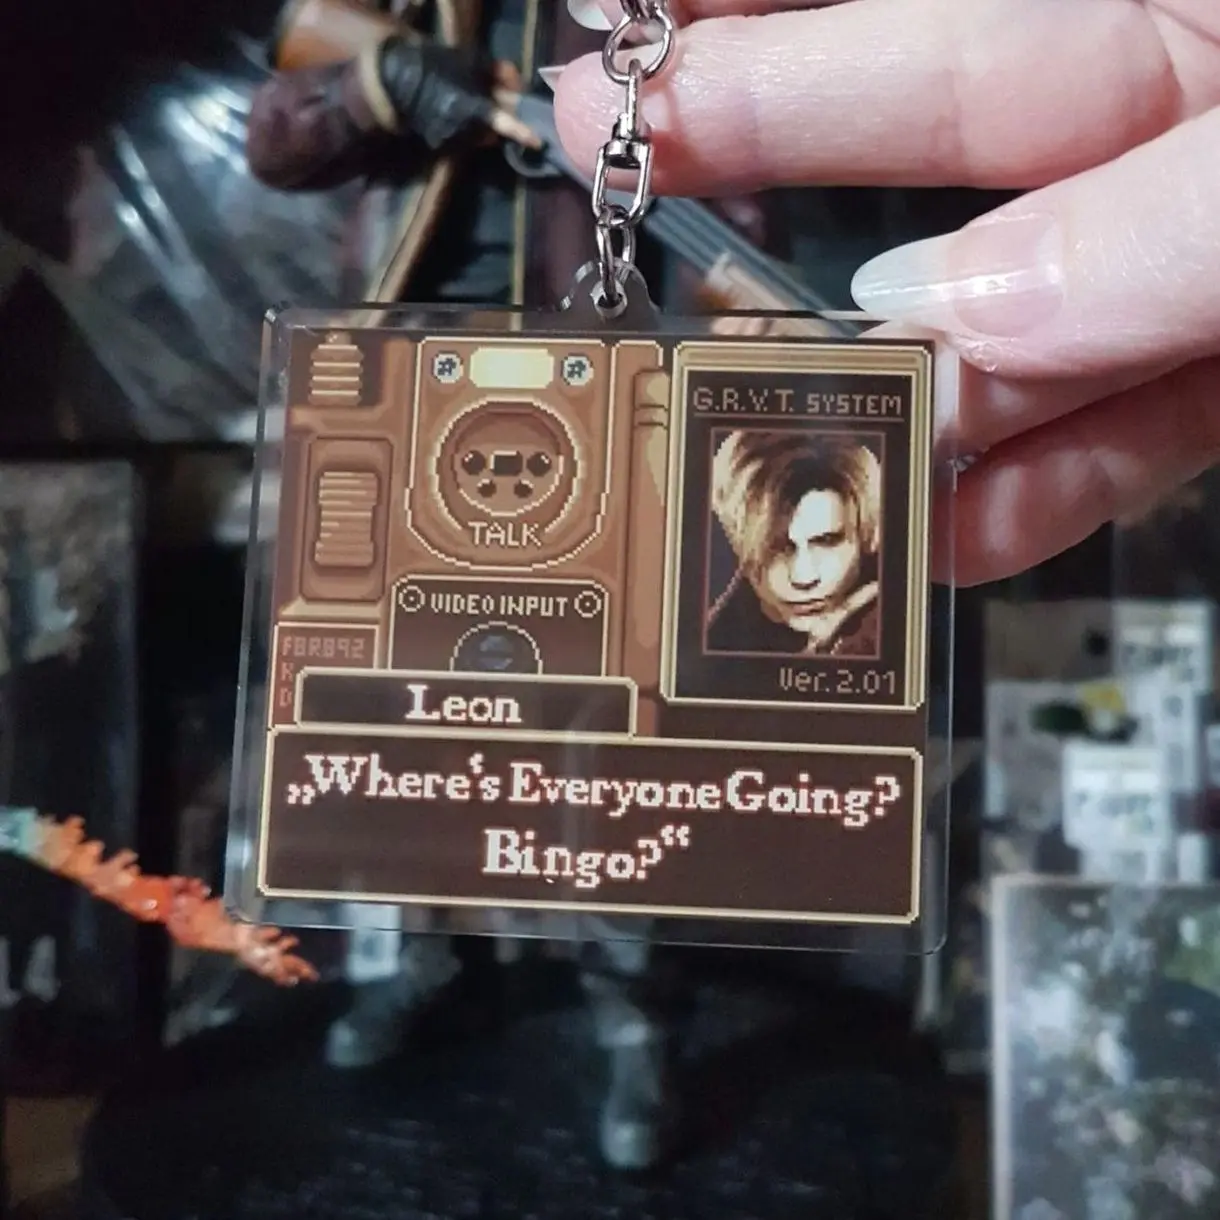 G.R.V.T. SYSTEM
TALK
VIDEO INPUT
Ver. 2.01
Leon
„Where's Everyone Going?
Bingo?“